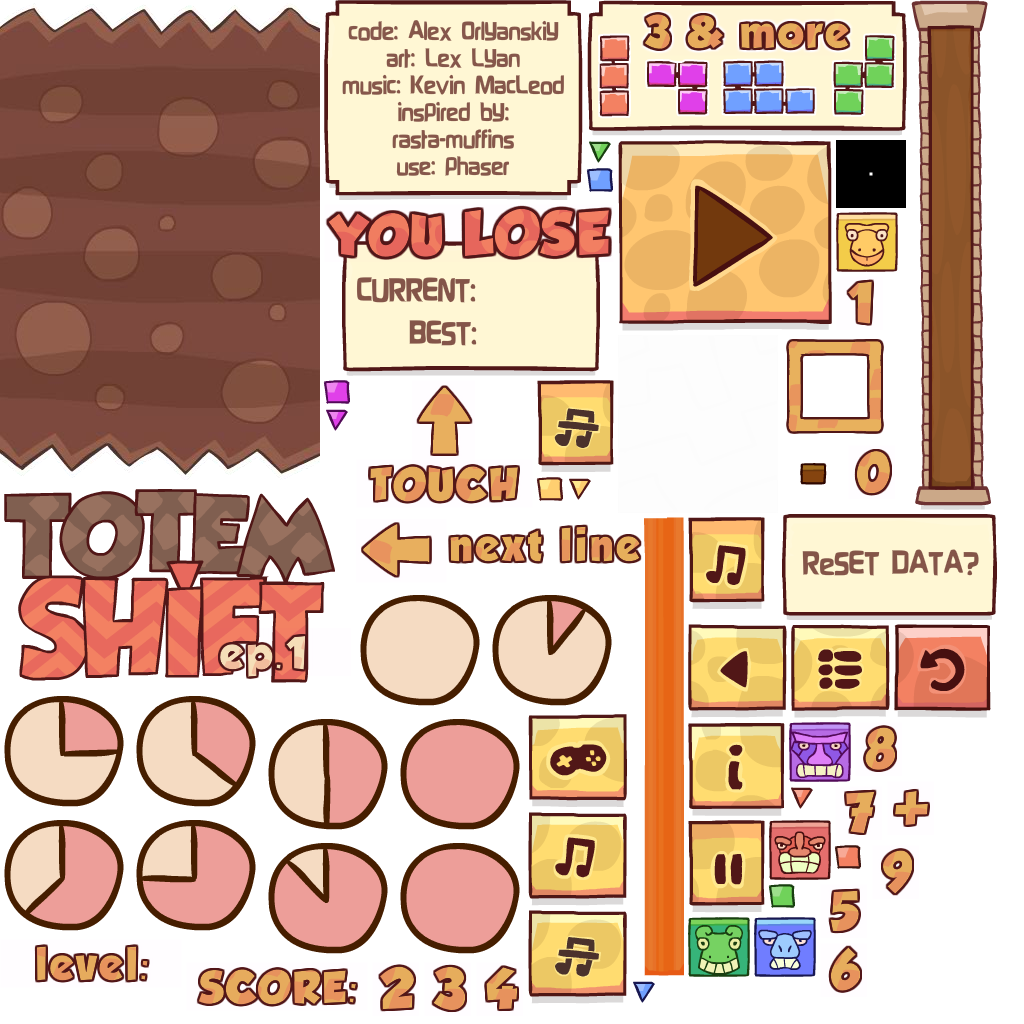 code: Alex Orlyanskiy
art: Lex Lyan
music: Kevin MacLeod
inspired by:
rasta-muffins
use: Phaser
3 & more
YOU LOSE
CURRENT:
BEST:
1
TOUCH
0
TOTEM
SHIFT
ep.1
next line
ReSET DATA?
i
8
7 +
9
5
6
level:
SCORE: 2 3 4